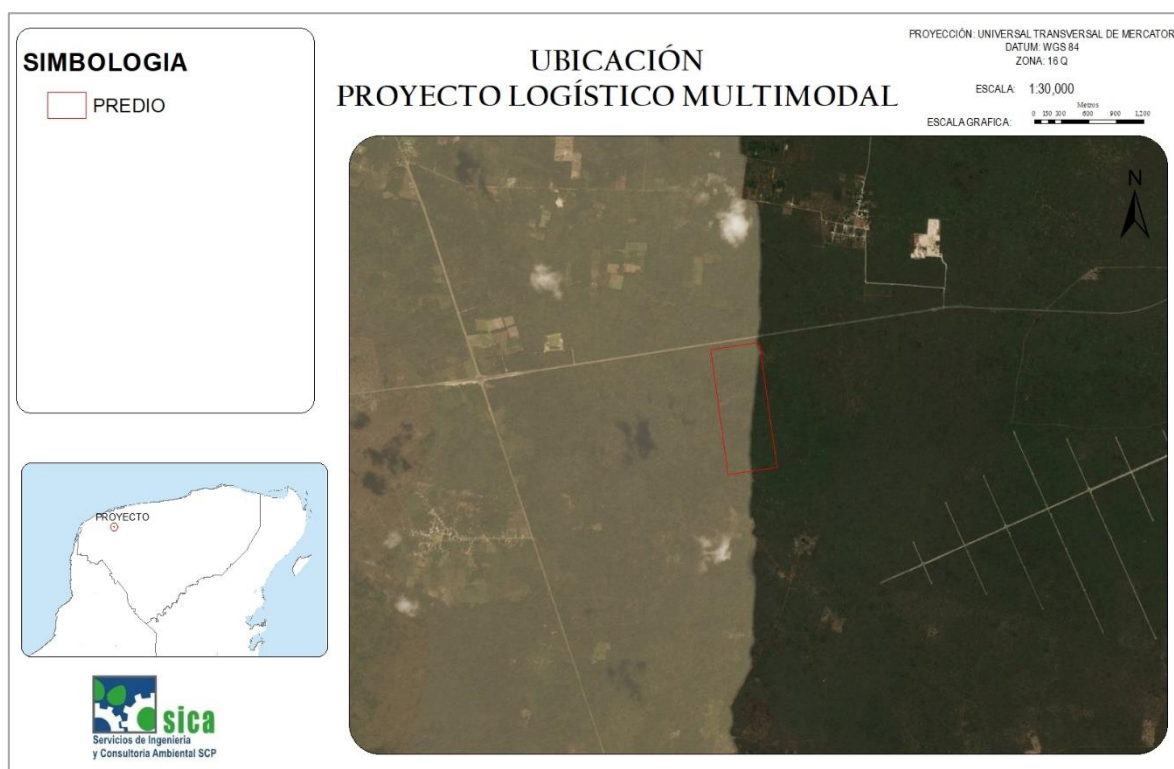 SIMBOLOGIA
PREDIO
UBICACIÓN
PROYECTO LOGÍSTICO MULTIMODAL
PROYECCIÓN: UNIVERSAL TRANSVERSAL DE MERCATOR
DATUM: WGS 84
ZONA: 16 Q
ESCALA: 1:30,000
Metros
ESCALA GRAFICA: 0 150 300 600 900 1,200
N
PROYECTO
sica
Servicios de Ingenieria
y Consultoría Ambiental SCP